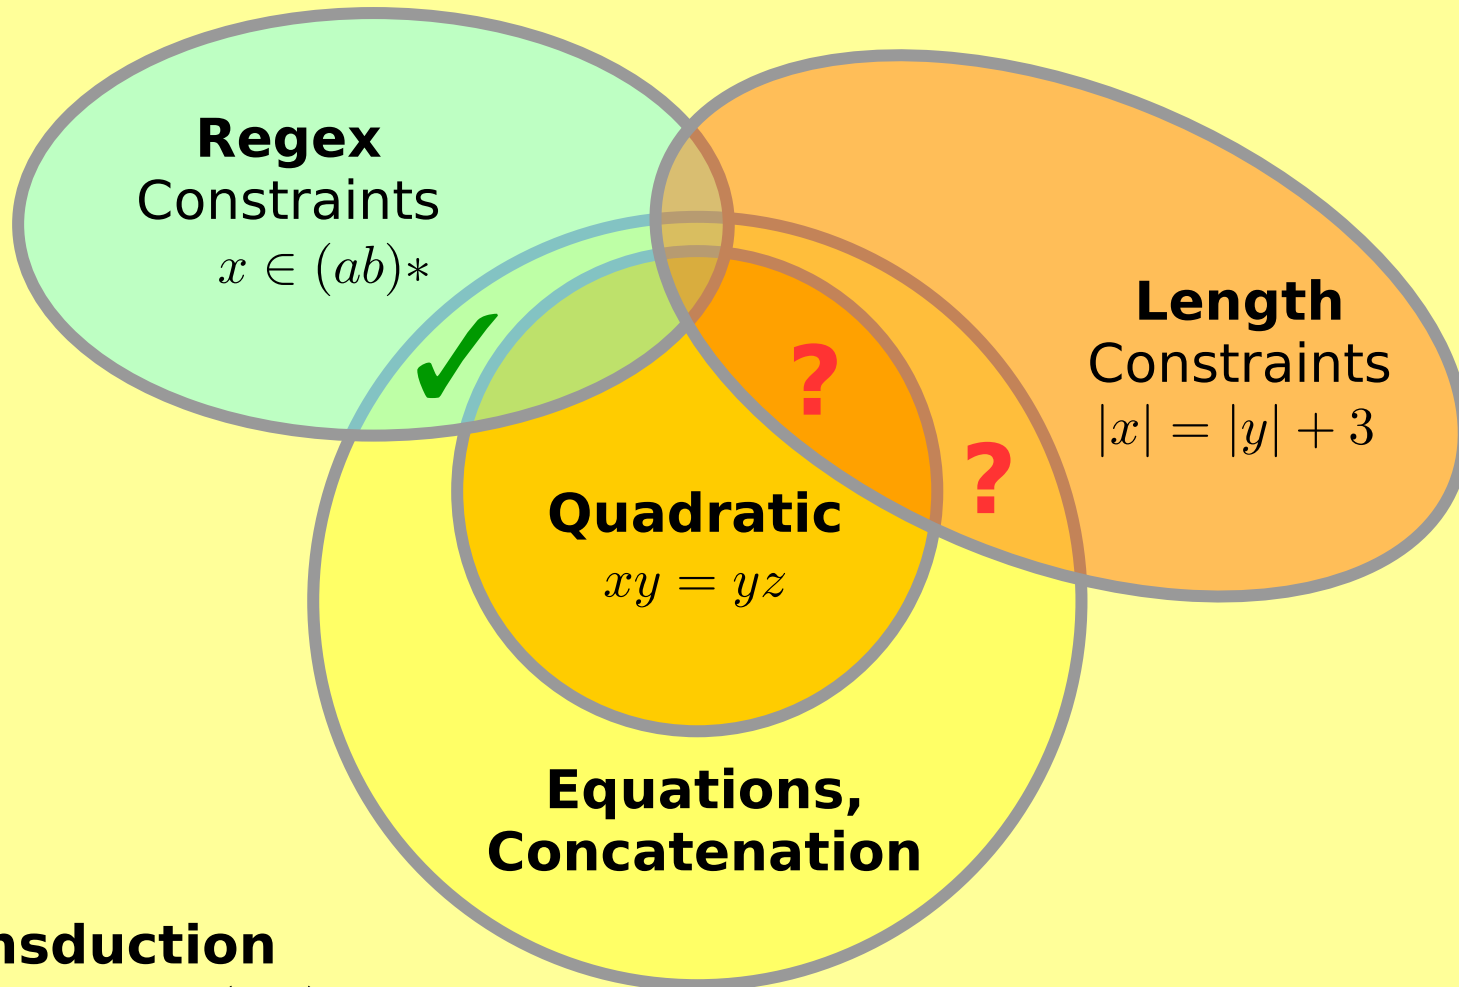 Regex
Constraints
x ∈ (ab)*
Length
Constraints
|x| = |y| + 3
✓
?
?
Quadratic
xy = yz
Equations,
Concatenation
nsduction